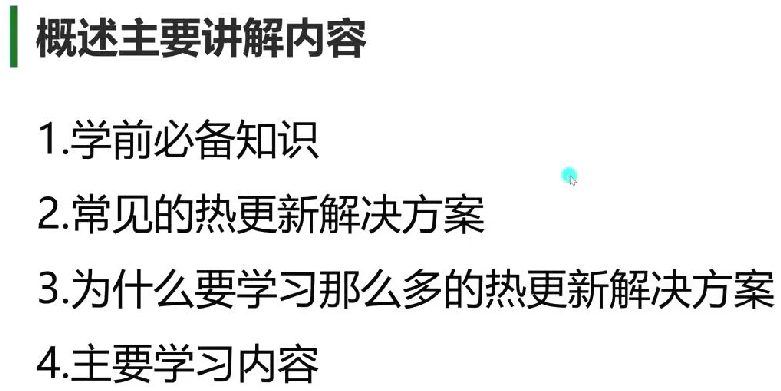 概述主要讲解内容
1.学前必备知识
2.常见的热更新解决方案
3.为什么要学习那么多的热更新解决方案
4.主要学习内容